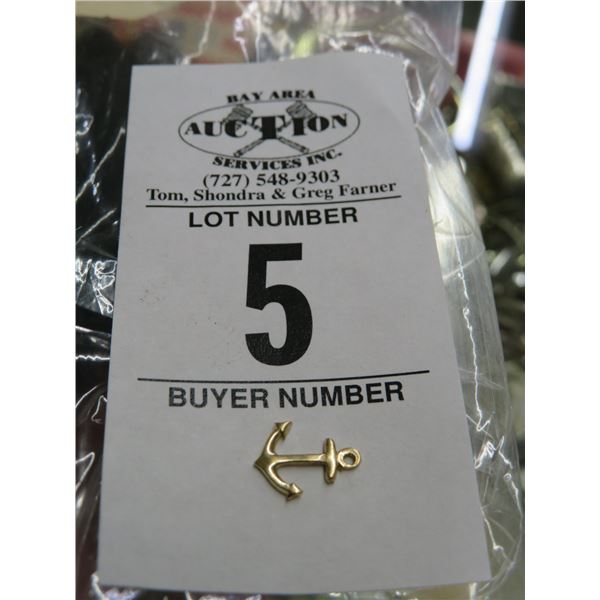 BAY AREA
AUCTION
SERVICES INC.
(727) 548-9303
Tom, Shondra & Greg Farner
LOT NUMBER
5
BUYER NUMBER